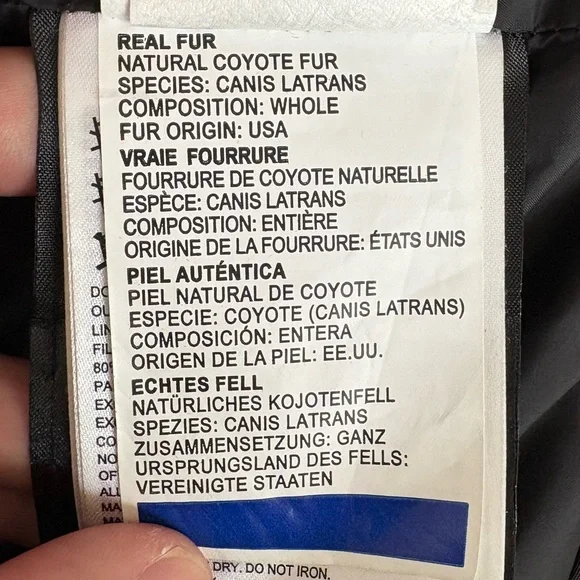 REAL FUR
NATURAL COYOTE FUR
SPECIES: CANIS LATRANS
COMPOSITION: WHOLE
FUR ORIGIN: USA
VRAIE FOURRURE
FOURRURE DE COYOTE NATURELLE
ESPÈCE: CANIS LATRANS
COMPOSITION: ENTIÈRE
ORIGINE DE LA FOURRURE: ÉTATS UNIS
PIEL AUTÉNTICA
PIEL NATURAL DE COYOTE
ESPECIE: COYOTE (CANIS LATRANS)
COMPOSICIÓN: ENTERA
ORIGEN DE LA PIEL: EE.UU.
ECHTES FELL
NATÜRLICHES KOJOTENFELL
SPEZIES: CANIS LATRANS
ZUSAMMENSETZUNG: GANZ
URSPRUNGSLAND DES FELLS:
VEREINIGTE STAATEN
DRY. DO NOT IRON.